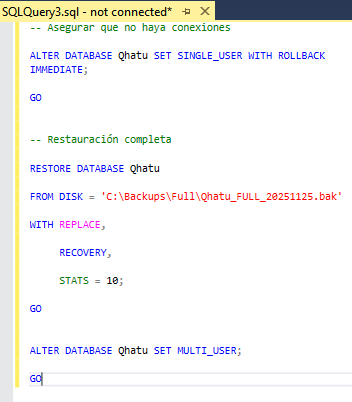 SQLQuery3.sql - not connected*
-- Asegurar que no haya conexiones
ALTER DATABASE Qhatu SET SINGLE_USER WITH ROLLBACK
IMMEDIATE;
GO
-- Restauración completa
RESTORE DATABASE Qhatu
FROM DISK = 'C:\Backups\Full\Qhatu_FULL_20251125.bak'
WITH REPLACE,
RECOVERY,
STATS = 10;
GO
ALTER DATABASE Qhatu SET MULTI_USER;
GO